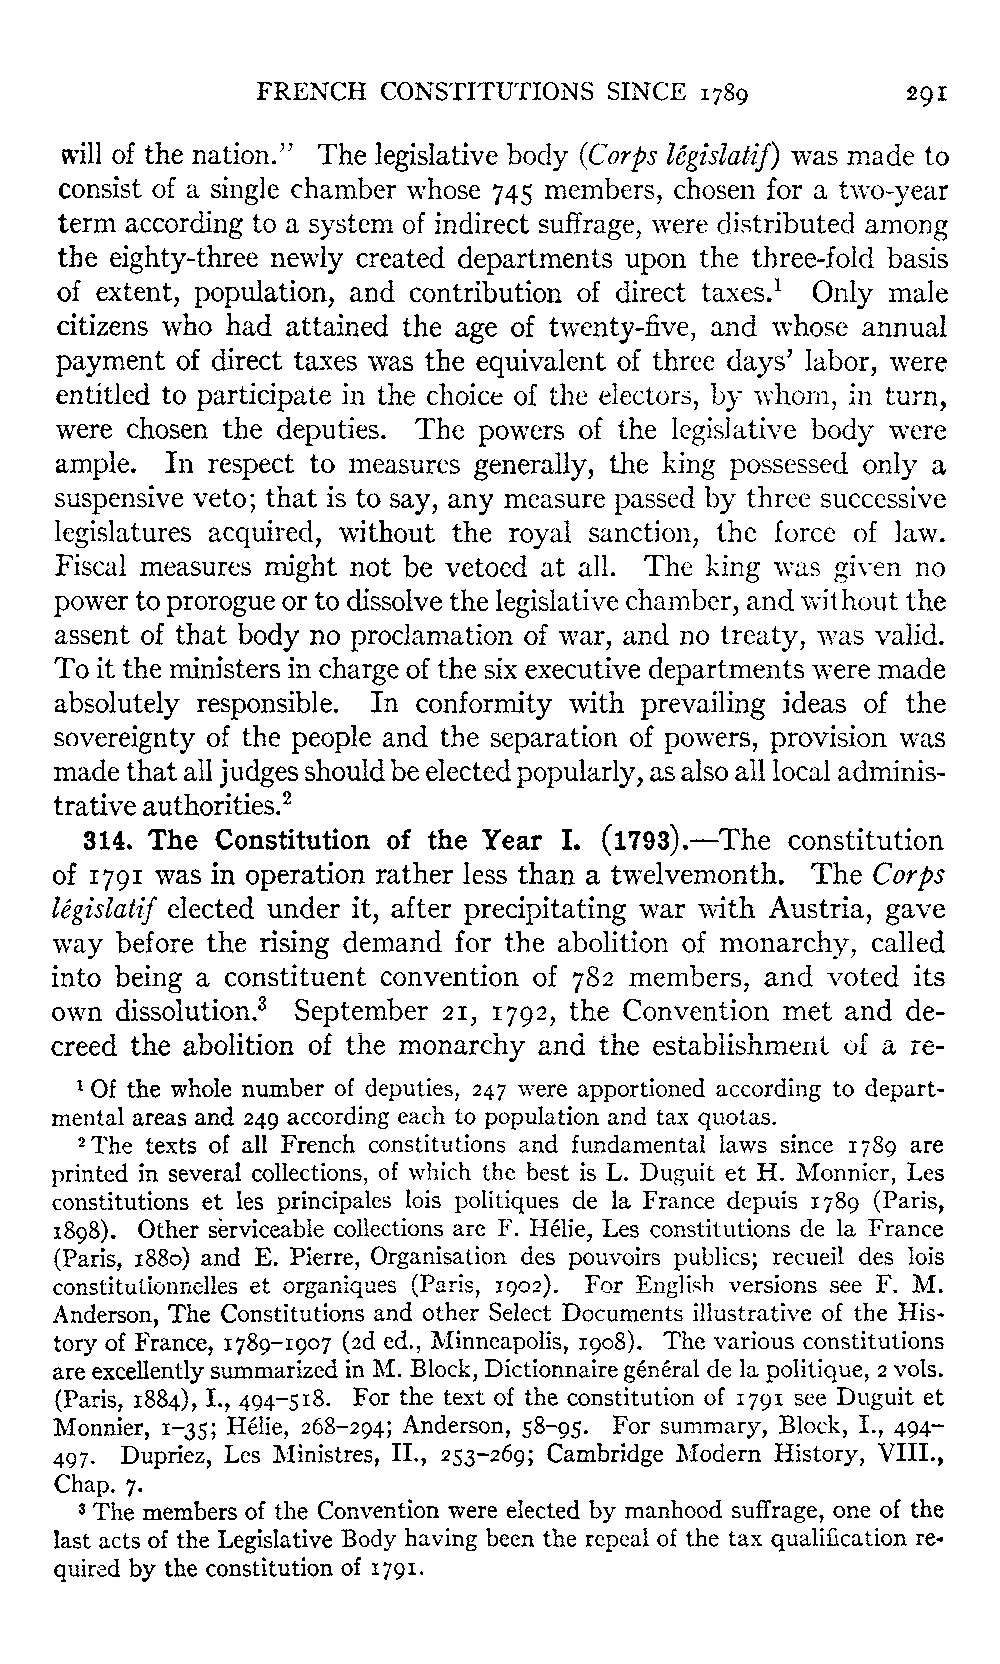 FRENCH CONSTITUTIONS SINCE 1789 291
will of the nation.” The legislative body (Corps législatif) was made to
consist of a single chamber whose 745 members, chosen for a two-year
term according to a system of indirect suffrage, were distributed among
the eighty-three newly created departments upon the three-fold basis
of extent, population, and contribution of direct taxes.¹ Only male
citizens who had attained the age of twenty-five, and whose annual
payment of direct taxes was the equivalent of three days’ labor, were
entitled to participate in the choice of the electors, by whom, in turn,
were chosen the deputies. The powers of the legislative body were
ample. In respect to measures generally, the king possessed only a
suspensive veto; that is to say, any measure passed by three successive
legislatures acquired, without the royal sanction, the force of law.
Fiscal measures might not be vetoed at all. The king was given no
power to prorogue or to dissolve the legislative chamber, and without the
assent of that body no proclamation of war, and no treaty, was valid.
To it the ministers in charge of the six executive departments were made
absolutely responsible. In conformity with prevailing ideas of the
sovereignty of the people and the separation of powers, provision was
made that all judges should be elected popularly, as also all local adminis-
trative authorities.²
314. The Constitution of the Year I. (1793).—The constitution
of 1791 was in operation rather less than a twelvemonth. The Corps
législatif elected under it, after precipitating war with Austria, gave
way before the rising demand for the abolition of monarchy, called
into being a constituent convention of 782 members, and voted its
own dissolution.³ September 21, 1792, the Convention met and de-
creed the abolition of the monarchy and the establishment of a re-
¹ Of the whole number of deputies, 247 were apportioned according to depart-
mental areas and 249 according each to population and tax quotas.
² The texts of all French constitutions and fundamental laws since 1789 are
printed in several collections, of which the best is L. Duguit et H. Monnier, Les
constitutions et les principales lois politiques de la France depuis 1789 (Paris,
1898). Other serviceable collections are F. Hélie, Les constitutions de la France
(Paris, 1880) and E. Pierre, Organisation des pouvoirs publics; recueil des lois
constitutionnelles et organiques (Paris, 1902). For English versions see F. M.
Anderson, The Constitutions and other Select Documents illustrative of the His-
tory of France, 1789–1907 (2d ed., Minneapolis, 1908). The various constitutions
are excellently summarized in M. Block, Dictionnaire général de la politique, 2 vols.
(Paris, 1884), I., 494–518. For the text of the constitution of 1791 see Duguit et
Monnier, 1–35; Hélie, 268–294; Anderson, 58–95. For summary, Block, I., 494–
497. Dupriez, Les Ministres, II., 253–269; Cambridge Modern History, VIII.,
Chap. 7.
³ The members of the Convention were elected by manhood suffrage, one of the
last acts of the Legislative Body having been the repeal of the tax qualification re-
quired by the constitution of 1791.